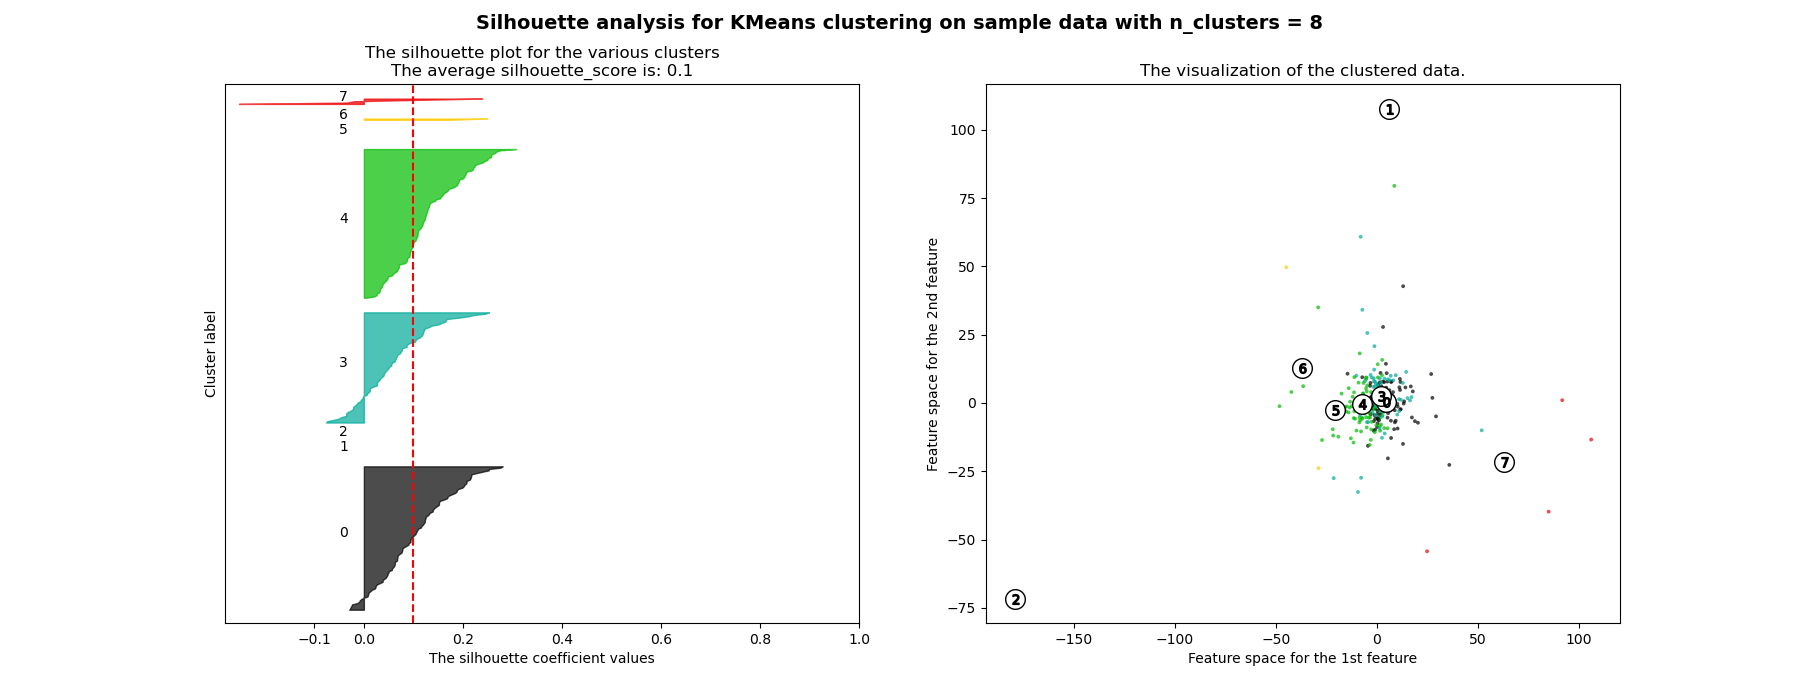 Silhouette analysis for KMeans clustering on sample data with n_clusters = 8
The silhouette plot for the various clusters
The average silhouette_score is: 0.1
7
6
5
4
3
2
1
0
Cluster label
−0.1 0.0 0.2 0.4 0.6 0.8 1.0
The silhouette coefficient values
The visualization of the clustered data.
100
75
50
25
0
−25
−50
−75
Feature space for the 2nd feature
1
6
3
0
4
5
7
2
−150 −100 −50 0 50 100
Feature space for the 1st feature